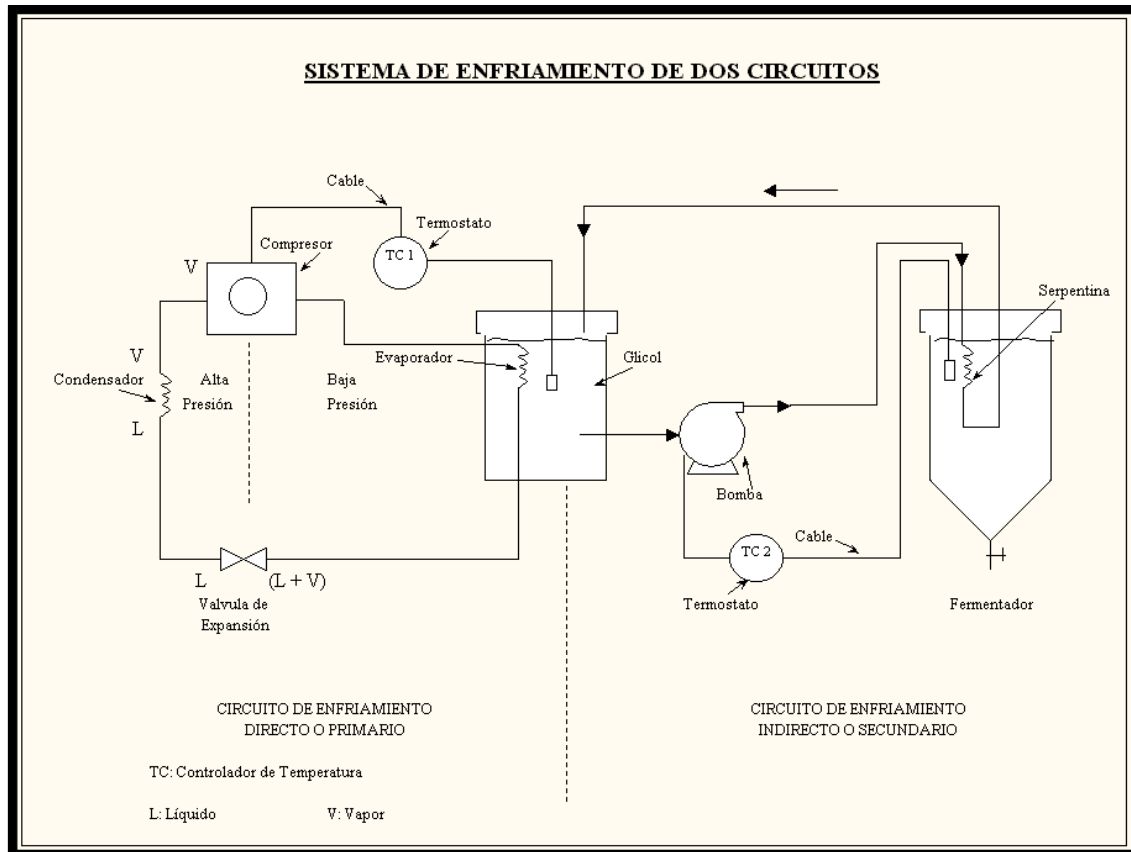 SISTEMA DE ENFRIAMIENTO DE DOS CIRCUITOS
Cable
Termostato
TC 1
Compresor
V
Serpentina
V
Condensador
Alta
Presión
Baja
Presión
Evaporador
Glicol
L
Bomba
Cable
TC 2
L
(L + V)
Termostato
Fermentador
Valvula de
Expansión
CIRCUITO DE ENFRIAMIENTO
DIRECTO O PRIMARIO
CIRCUITO DE ENFRIAMIENTO
INDIRECTO O SECUNDARIO
TC: Controlador de Temperatura
L: Líquido
V: Vapor